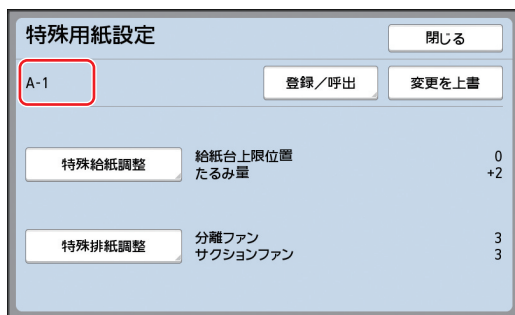 特殊用紙設定
閉じる
A-1
登録／呼出
変更を上書
特殊給紙調整
給紙台上限位置 0
たるみ量 +2
特殊排紙調整
分離ファン 3
サクションファン 3